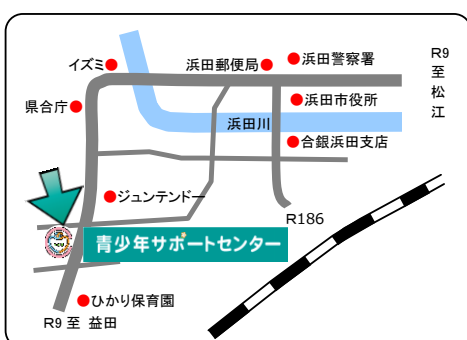 イズミ
浜田郵便局
浜田警察署
R9
至
松
江
県合庁
浜田市役所
浜田川
合銀浜田支店
ジュンテンドー
R186
青少年サポートセンター
ひかり保育園
R9 至 益田